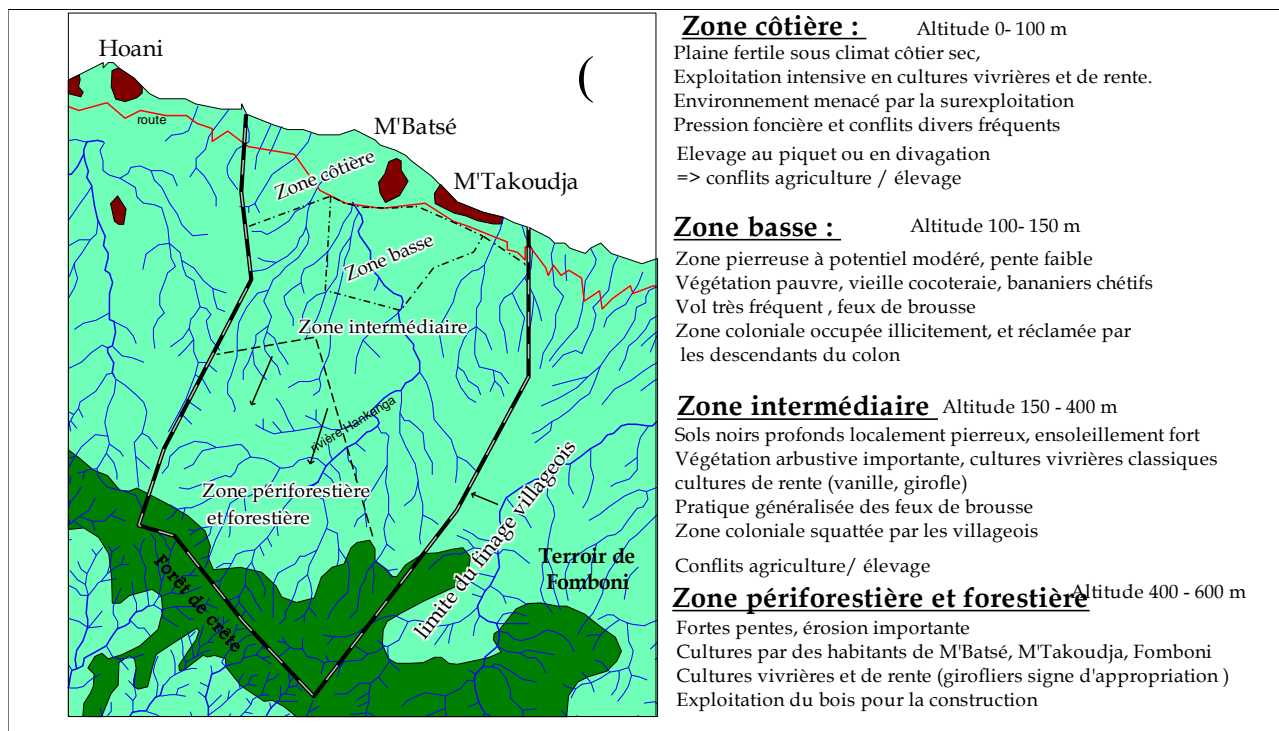 Hoani
route
(
M'Batsé
M'Takoudja
Zone côtière
Zone basse
Zone intermédiaire
rivière Hankanga
Zone périforestière
et forestière
limite du finage villageois
Terroir de
Fomboni
Forêt de crête
Zone côtière : Altitude 0- 100 m
Plaine fertile sous climat côtier sec,
Exploitation intensive en cultures vivrières et de rente.
Environnement menacé par la surexploitation
Pression foncière et conflits divers fréquents
Elevage au piquet ou en divagation
=> conflits agriculture / élevage
Zone basse : Altitude 100- 150 m
Zone pierreuse à potentiel modéré, pente faible
Végétation pauvre, vieille cocoteraie, bananiers chétifs
Vol très fréquent , feux de brousse
Zone coloniale occupée illicitement, et réclamée par
les descendants du colon
Zone intermédiaire Altitude 150 - 400 m
Sols noirs profonds localement pierreux, ensoleillement fort
Végétation arbustive importante, cultures vivrières classiques
cultures de rente (vanille, girofle)
Pratique généralisée des feux de brousse
Zone coloniale squattée par les villageois
Conflits agriculture/ élevage
Zone périforestière et forestière Altitude 400 - 600 m
Fortes pentes, érosion importante
Cultures par des habitants de M'Batsé, M'Takoudja, Fomboni
Cultures vivrières et de rente (girofliers signe d'appropriation )
Exploitation du bois pour la construction